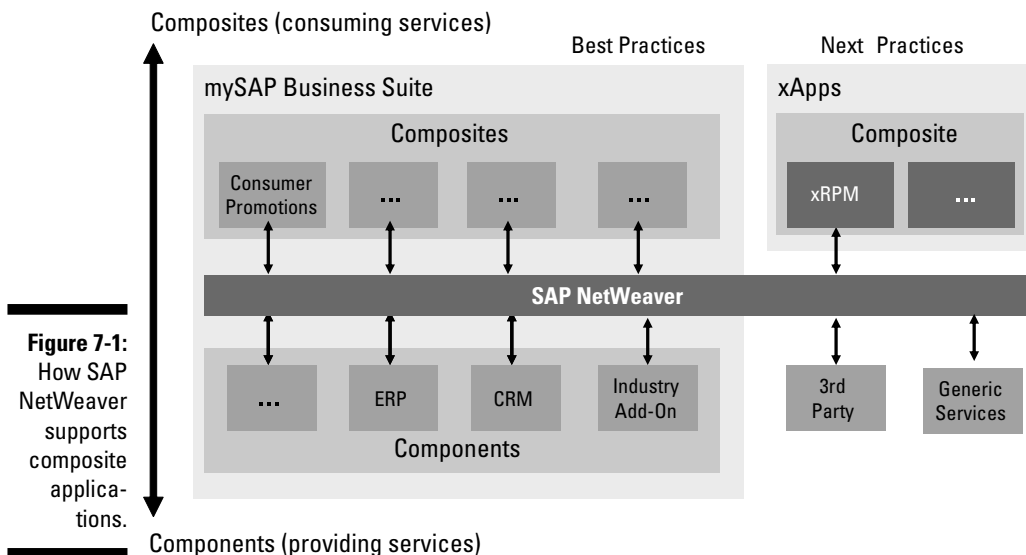 Composites (consuming services)
Best Practices
Next Practices
mySAP Business Suite
xApps
Composites
Composite
Consumer
Promotions
...
...
...
xRPM
...
SAP NetWeaver
...
ERP
CRM
Industry
Add-On
3rd
Party
Generic
Services
Components
Components (providing services)
Figure 7-1:
How SAP
NetWeaver
supports
composite
applica-
tions.